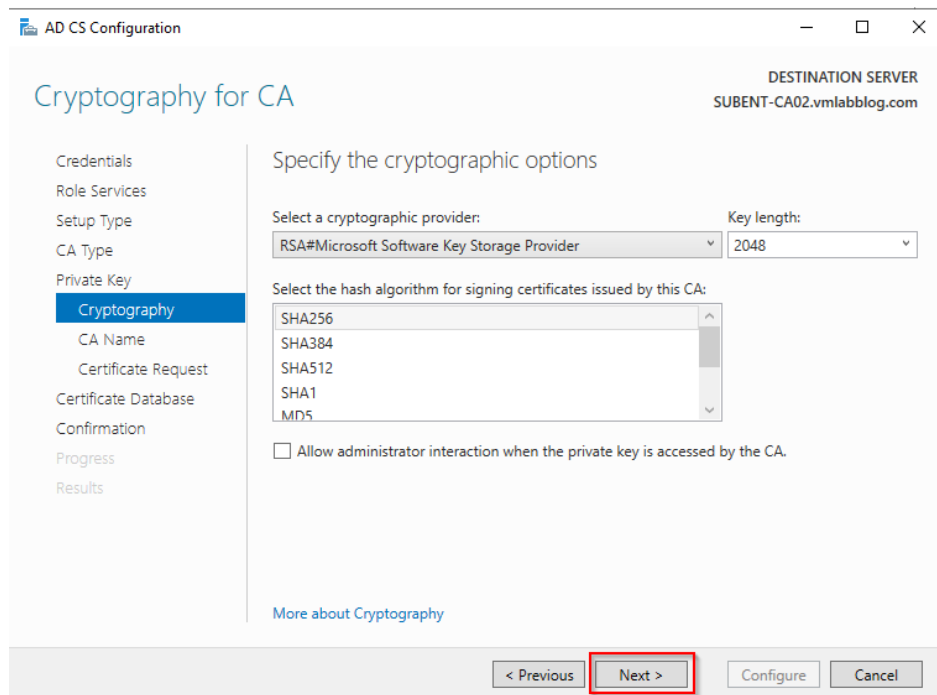 AD CS Configuration
DESTINATION SERVER
SUBENT-CA02.vmlabblog.com
Cryptography for CA
Credentials
Role Services
Setup Type
CA Type
Private Key
Cryptography
CA Name
Certificate Request
Certificate Database
Confirmation
Progress
Results
Specify the cryptographic options
Select a cryptographic provider:
Key length:
RSA#Microsoft Software Key Storage Provider
2048
Select the hash algorithm for signing certificates issued by this CA:
SHA256
SHA384
SHA512
SHA1
MD5
Allow administrator interaction when the private key is accessed by the CA.
More about Cryptography
< Previous
Next >
Configure
Cancel